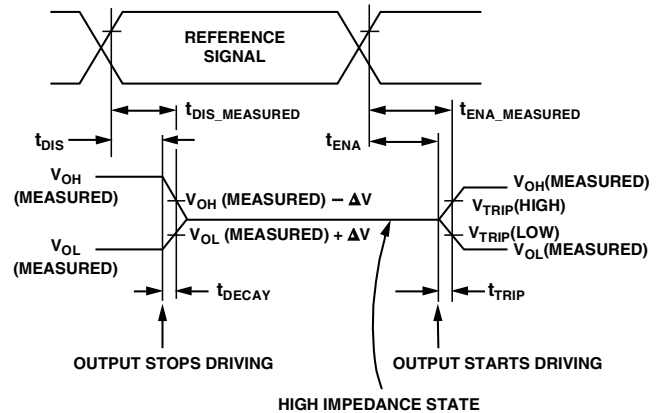 REFERENCE
SIGNAL
tDIS_MEASURED
tENA_MEASURED
tDIS
tENA
VOH
(MEASURED)
VOH (MEASURED) – ΔV
VOH(MEASURED)
VTRIP(HIGH)
VOL
(MEASURED)
VOL (MEASURED) + ΔV
VTRIP(LOW)
VOL(MEASURED)
tDECAY
tTRIP
OUTPUT STOPS DRIVING
OUTPUT STARTS DRIVING
HIGH IMPEDANCE STATE